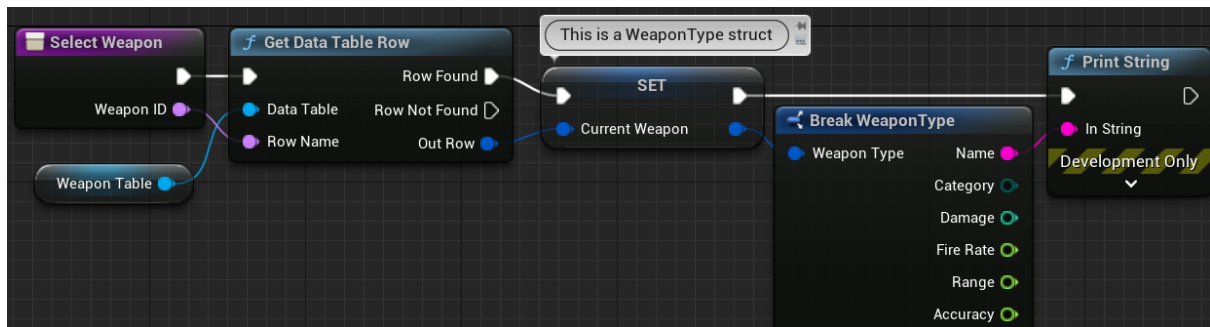 Select Weapon
Weapon ID
Weapon Table
f Get Data Table Row
Row Found
Data Table
Row Not Found
Row Name
Out Row
This is a WeaponType struct
SET
Current Weapon
Break WeaponType
Weapon Type
Name
Category
Damage
Fire Rate
Range
Accuracy
f Print String
In String
Development Only